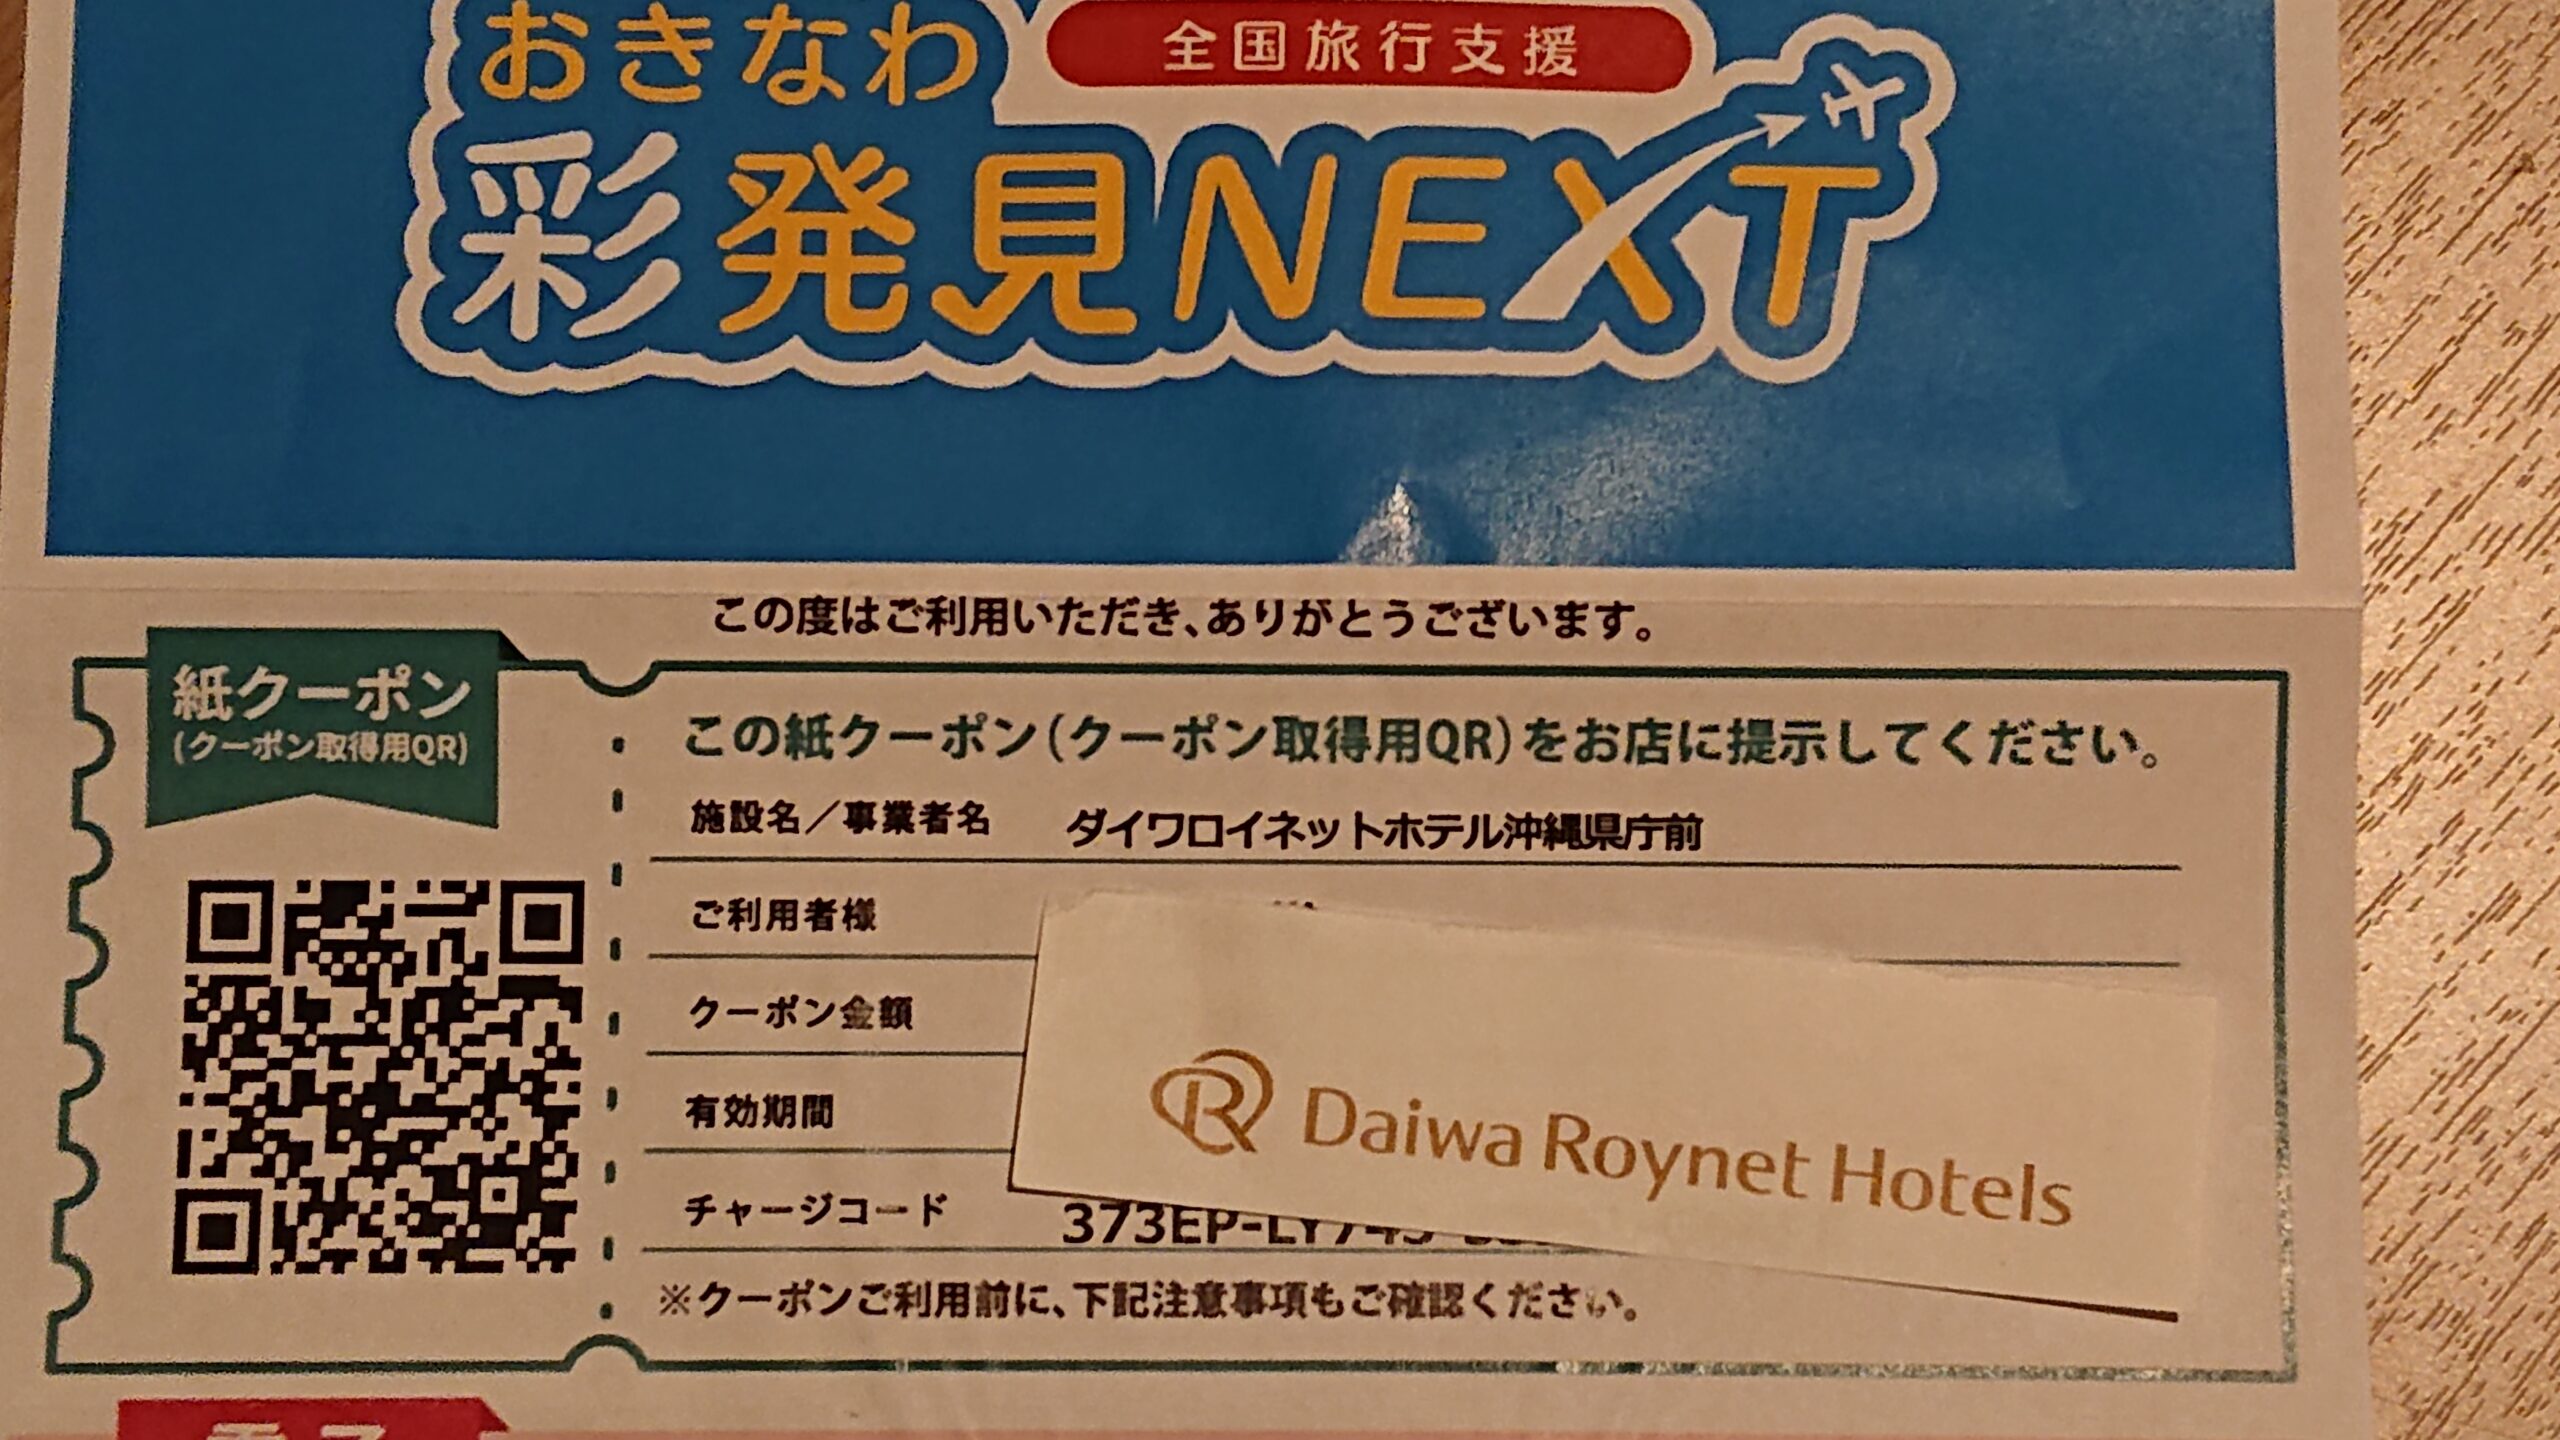 おきなわ
全国旅行支援
彩発見NEXT
この度はご利用いただき、ありがとうございます。
紙クーポン
(クーポン取得用QR)
この紙クーポン(クーポン取得用QR)をお店に提示してください。
施設名/事業者名 ダイワロイネットホテル沖縄県庁前
ご利用者様
クーポン金額
有効期間
チャージコード 373EP-LY743-
※クーポンご利用前に、下記注意事項もご確認ください。
Daiwa Roynet Hotels